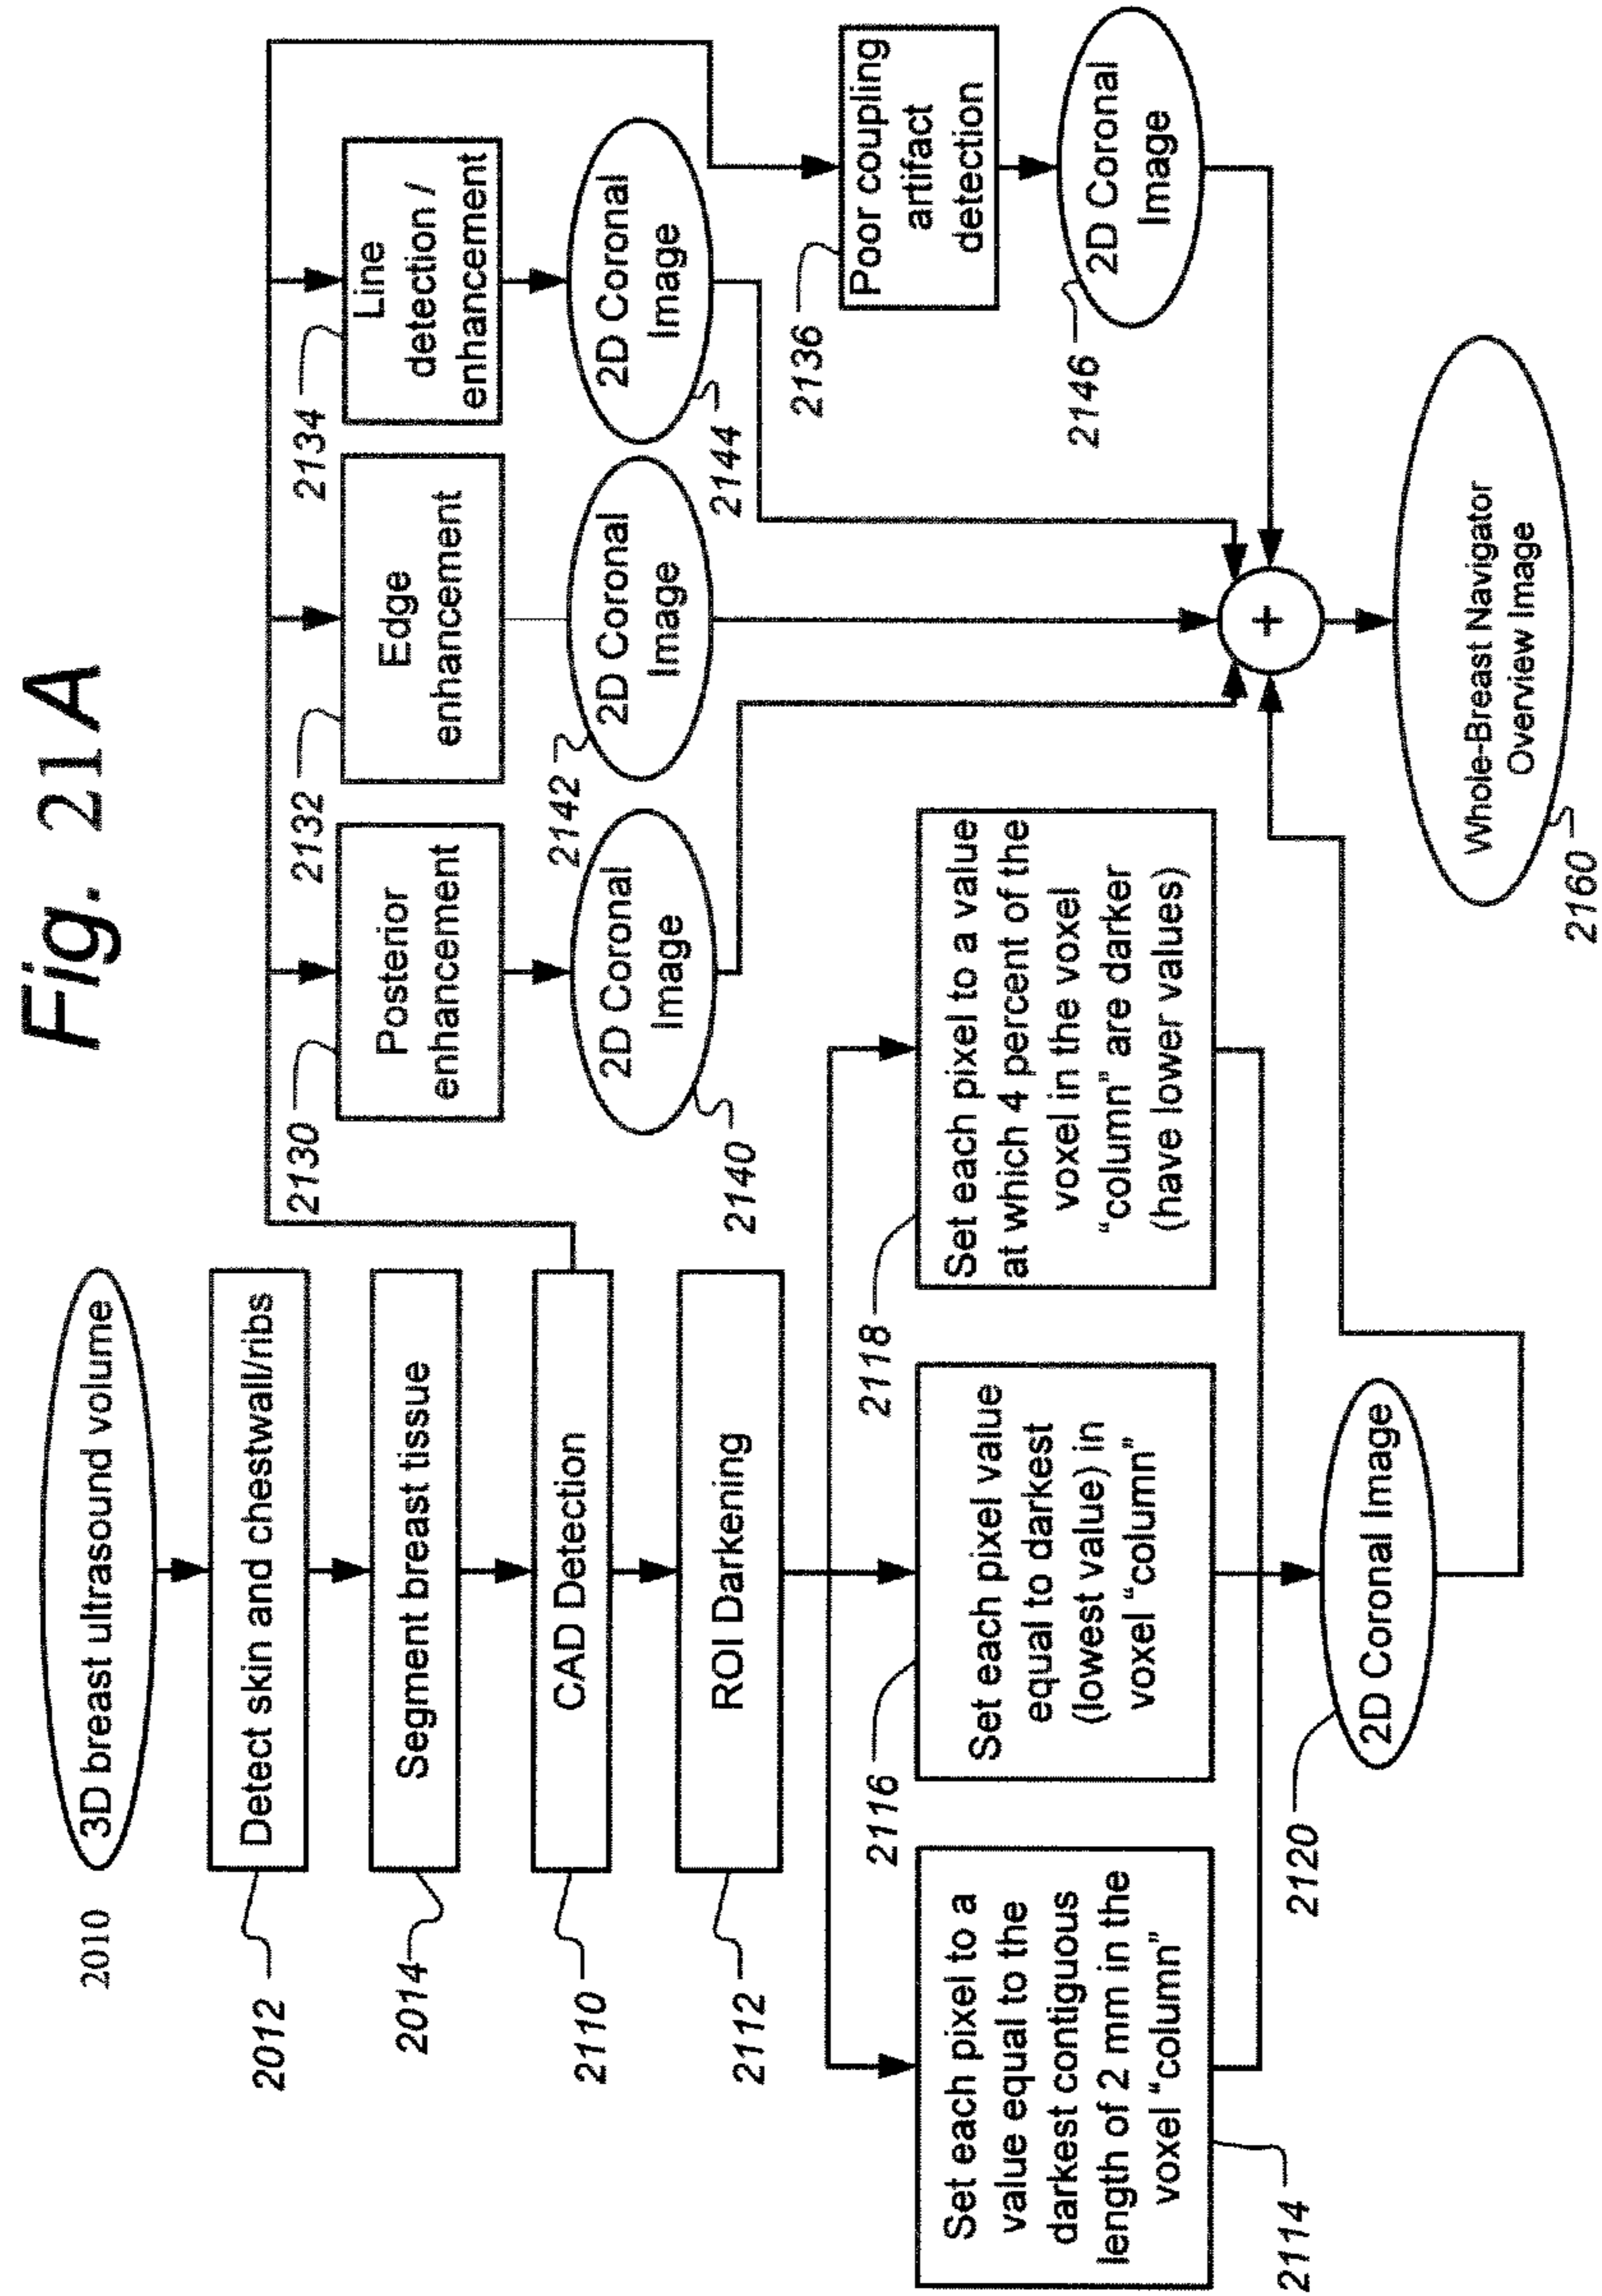 Fig. 21A
3D breast ultrasound volume
2010
Detect skin and chestwall/ribs
2012
Segment breast tissue
2014
CAD Detection
2110
ROI Darkening
2112
Set each pixel to a
value equal to the
darkest contiguous
length of 2 mm in the
voxel “column”
2114
Set each pixel value
equal to darkest
(lowest value) in
voxel “column”
2116
Set each pixel to a value
at which 4 percent of the
voxel in the voxel
“column” are darker
(have lower values)
2118
2D Coronal Image
2120
Posterior
enhancement
2130
2D Coronal
Image
2140
Edge
enhancement
2132
2D Coronal
Image
2142
Line
detection /
enhancement
2134
2D Coronal
Image
2144
Poor coupling
artifact
detection
2136
2D Coronal
Image
2146
+
Whole-Breast Navigator
Overview Image
2160